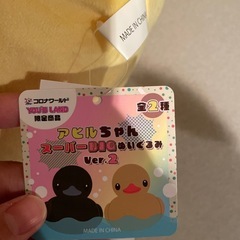 MADE IN CHINA
コロナワールド
YOU'S LAND
限定商品
全2種
アヒルちゃん
スーパーBIGぬいぐるみ
Ver.2
MADE IN CHINA